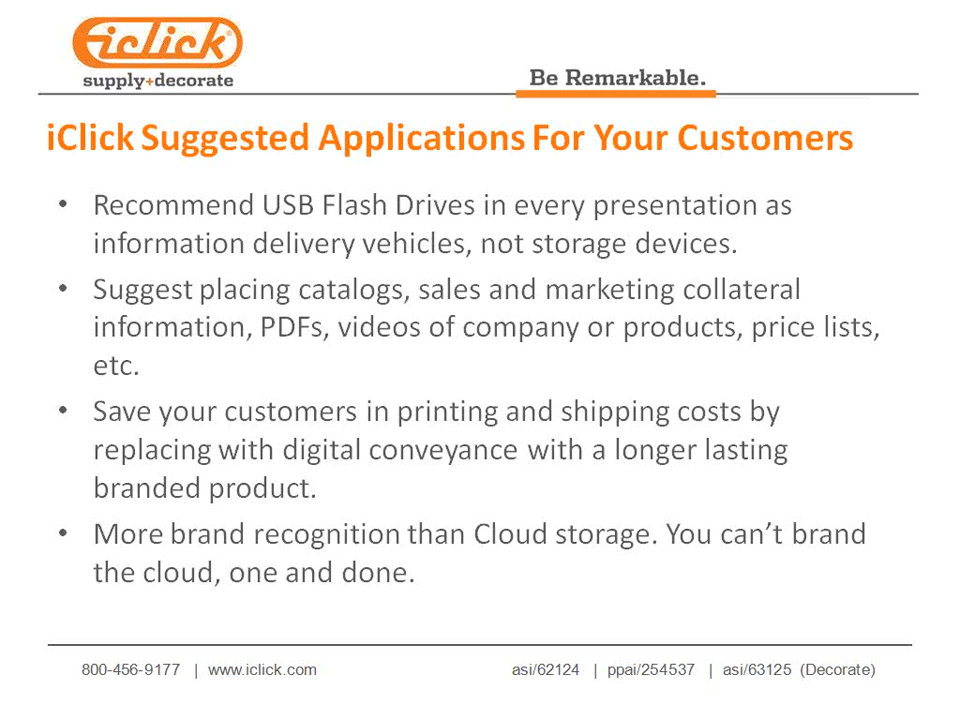 iclick®
supply+decorate
Be Remarkable.
iClick Suggested Applications For Your Customers
• Recommend USB Flash Drives in every presentation as
information delivery vehicles, not storage devices.
• Suggest placing catalogs, sales and marketing collateral
information, PDFs, videos of company or products, price lists,
etc.
• Save your customers in printing and shipping costs by
replacing with digital conveyance with a longer lasting
branded product.
• More brand recognition than Cloud storage. You can’t brand
the cloud, one and done.
800-456-9177 | www.iclick.com asi/62124 | ppai/254537 | asi/63125 (Decorate)